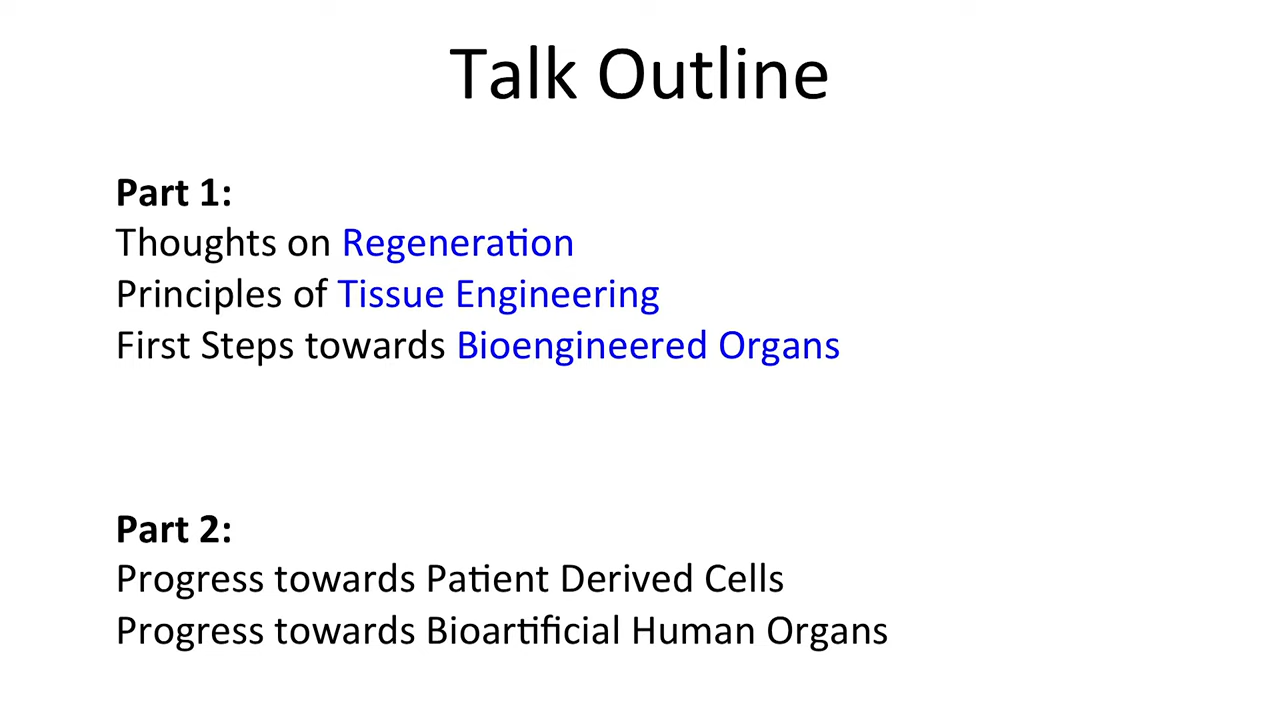 Talk Outline
Part 1:
Thoughts on Regeneration
Principles of Tissue Engineering
First Steps towards Bioengineered Organs
Part 2:
Progress towards Patient Derived Cells
Progress towards Bioartificial Human Organs